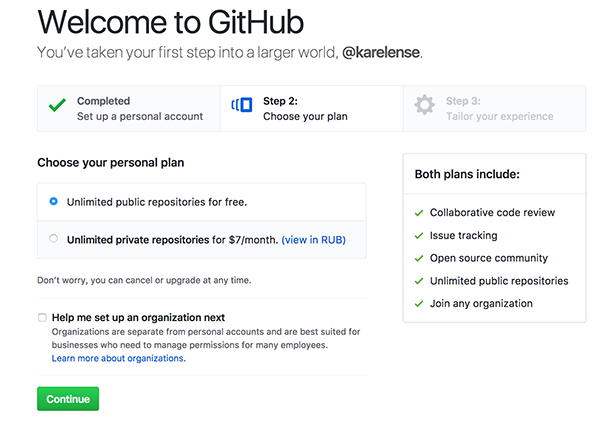 Welcome to GitHub
You’ve taken your first step into a larger world, @karelense.
Completed
Set up a personal account
Step 2:
Choose your plan
Step 3:
Tailor your experience
Choose your personal plan
Unlimited public repositories for free.
Unlimited private repositories for $7/month. (view in RUB)
Don’t worry, you can cancel or upgrade at any time.
Help me set up an organization next
Organizations are separate from personal accounts and are best suited for
businesses who need to manage permissions for many employees.
Learn more about organizations.
Continue
Both plans include:
Collaborative code review
Issue tracking
Open source community
Unlimited public repositories
Join any organization